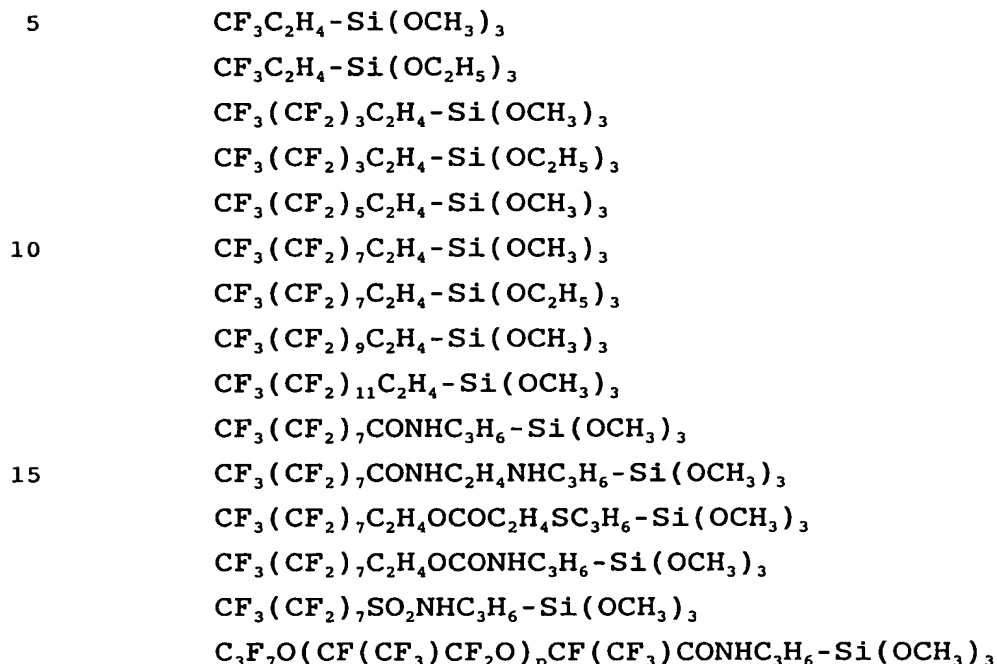 5 CF₃C₂H₄-Si(OCH₃)₃
CF₃C₂H₄-Si(OC₂H₅)₃
CF₃(CF₂)₃C₂H₄-Si(OCH₃)₃
CF₃(CF₂)₃C₂H₄-Si(OC₂H₅)₃
CF₃(CF₂)₅C₂H₄-Si(OCH₃)₃
10 CF₃(CF₂)₇C₂H₄-Si(OCH₃)₃
CF₃(CF₂)₇C₂H₄-Si(OC₂H₅)₃
CF₃(CF₂)₉C₂H₄-Si(OCH₃)₃
CF₃(CF₂)₁₁C₂H₄-Si(OCH₃)₃
CF₃(CF₂)₇CONHC₃H₆-Si(OCH₃)₃
15 CF₃(CF₂)₇CONHC₂H₄NHC₃H₆-Si(OCH₃)₃
CF₃(CF₂)₇C₂H₄OCOC₂H₄SC₃H₆-Si(OCH₃)₃
CF₃(CF₂)₇C₂H₄OCONHC₃H₆-Si(OCH₃)₃
CF₃(CF₂)₇SO₂NHC₃H₆-Si(OCH₃)₃
C₃F₇O(CF(CF₃)CF₂O)ₚCF(CF₃)CONHC₃H₆-Si(OCH₃)₃